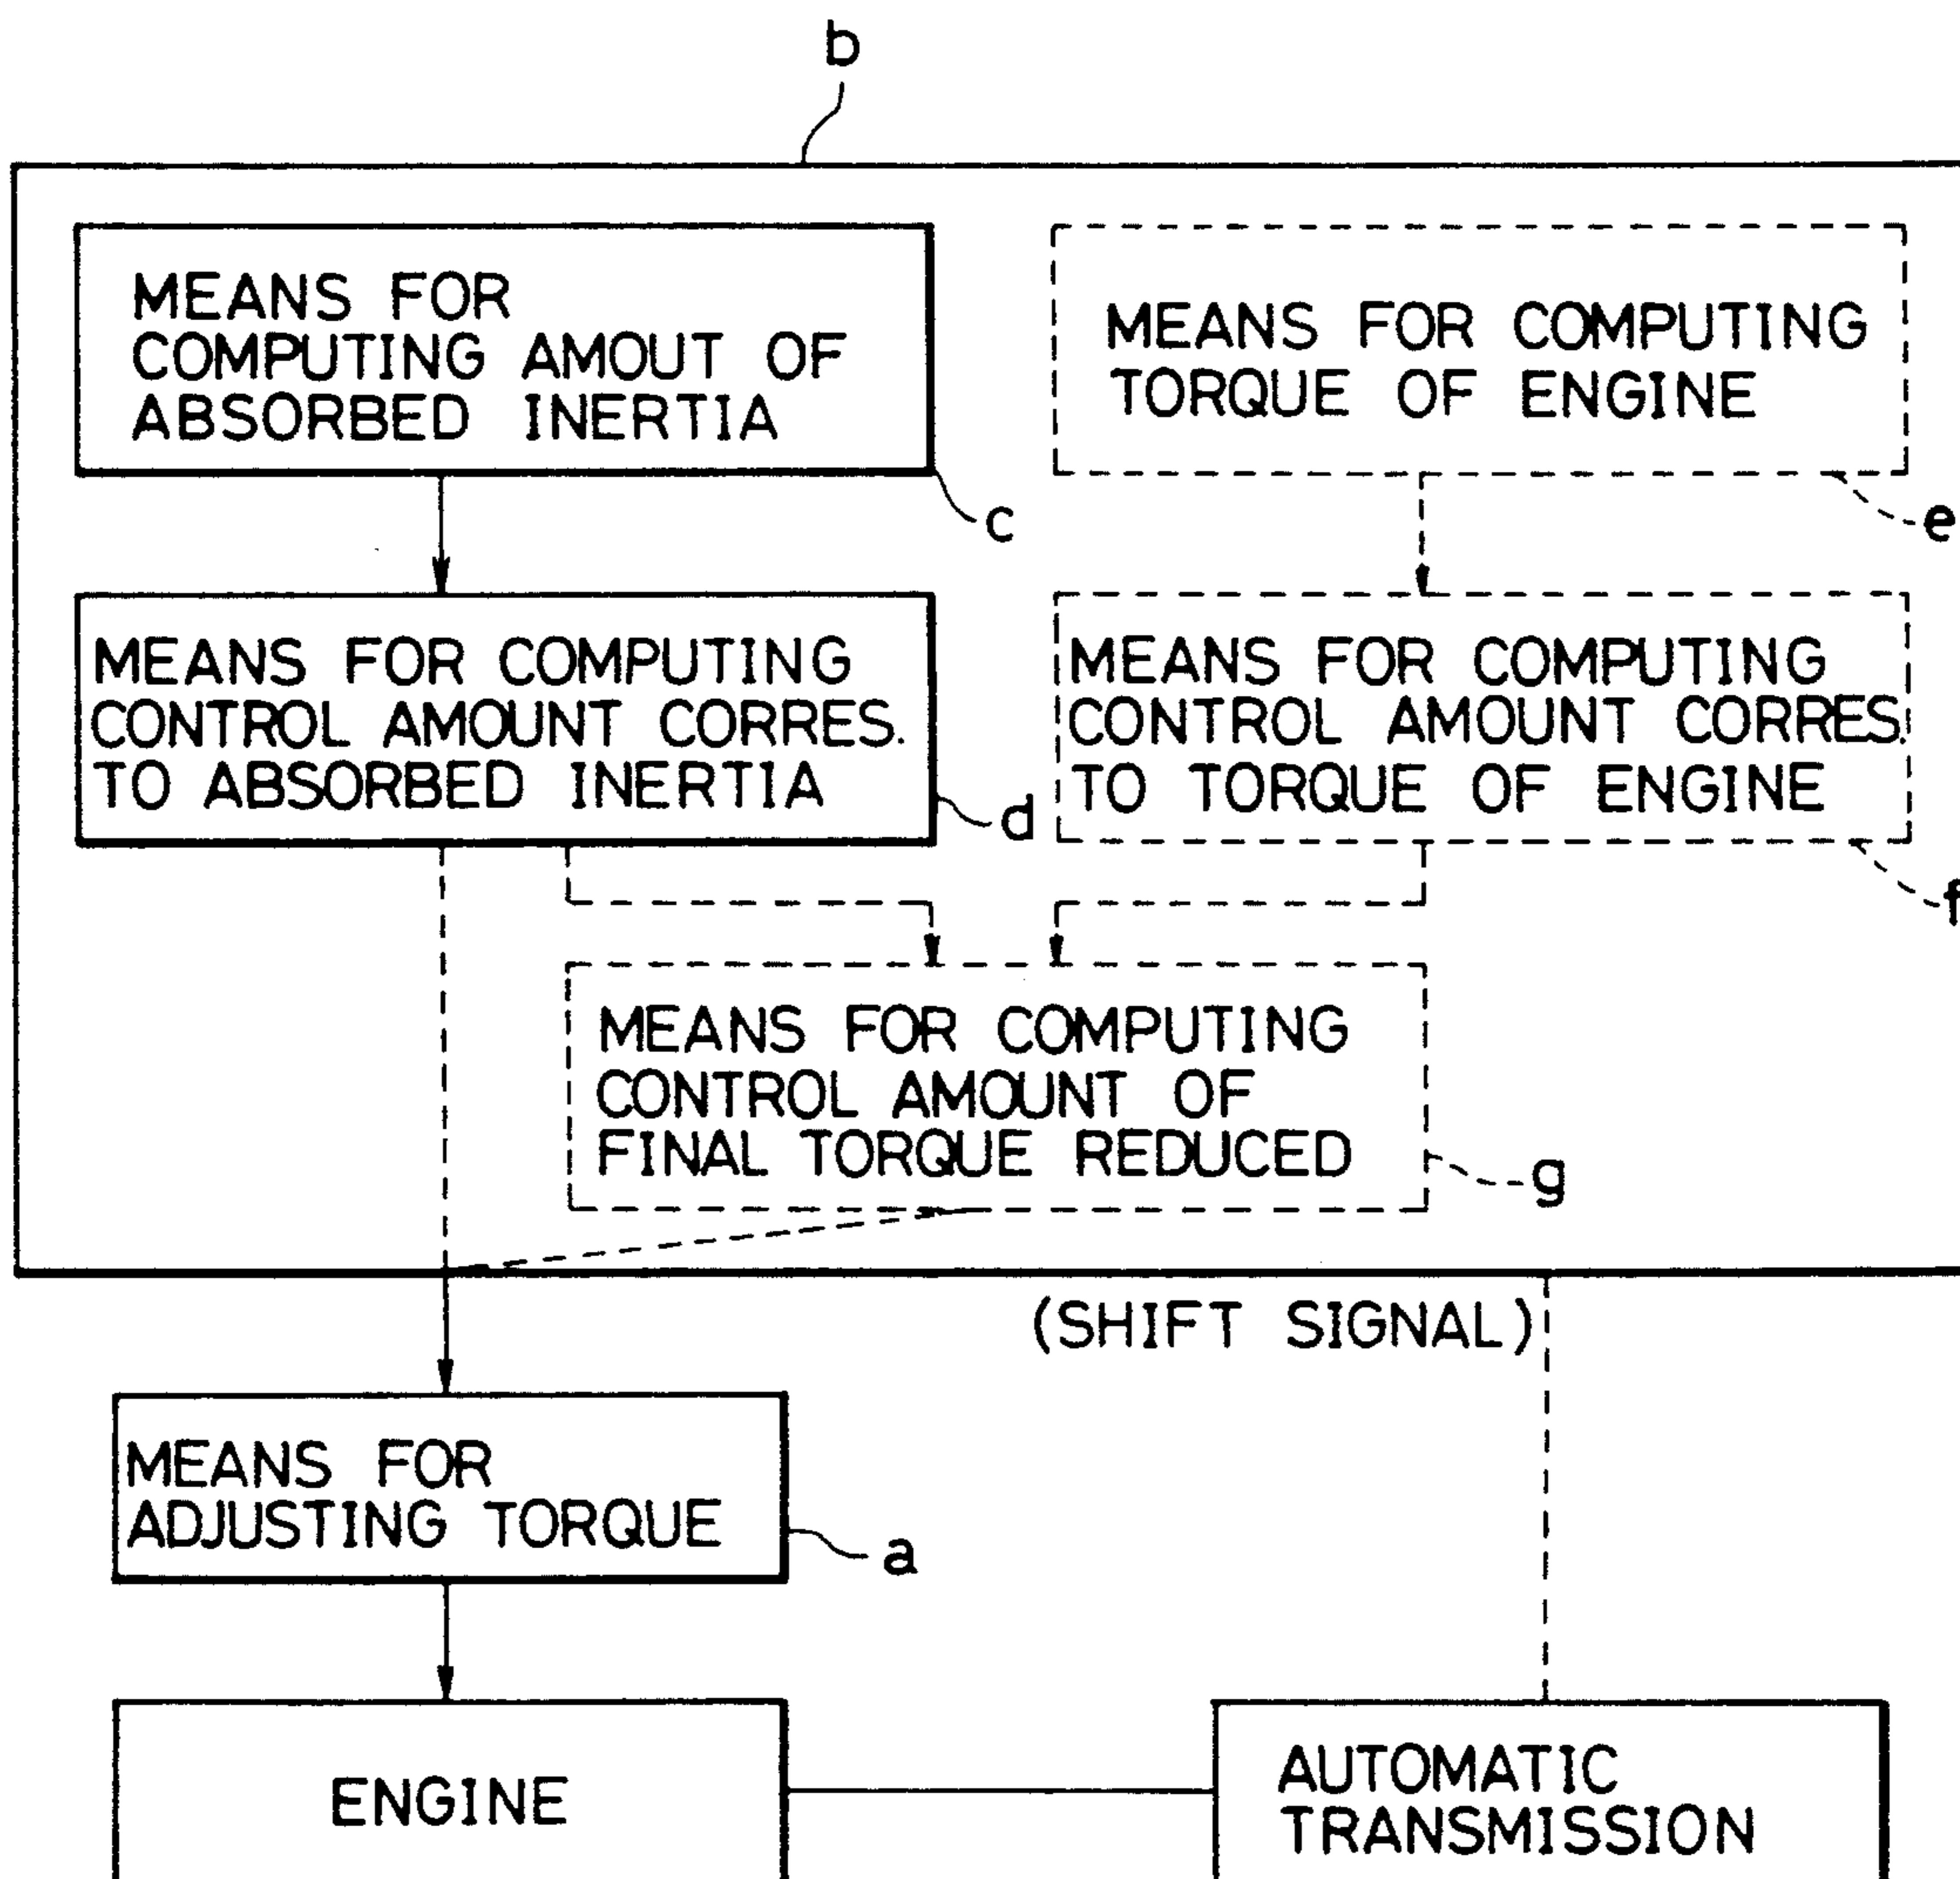 b
MEANS FOR
COMPUTING AMOUT OF
ABSORBED INERTIA
c
MEANS FOR COMPUTING
TORQUE OF ENGINE
e
MEANS FOR COMPUTING
CONTROL AMOUNT CORRES.
TO ABSORBED INERTIA
d
MEANS FOR COMPUTING
CONTROL AMOUNT CORRES.
TO TORQUE OF ENGINE
f
MEANS FOR COMPUTING
CONTROL AMOUNT OF
FINAL TORQUE REDUCED
g
(SHIFT SIGNAL)
MEANS FOR
ADJUSTING TORQUE
a
ENGINE
AUTOMATIC
TRANSMISSION